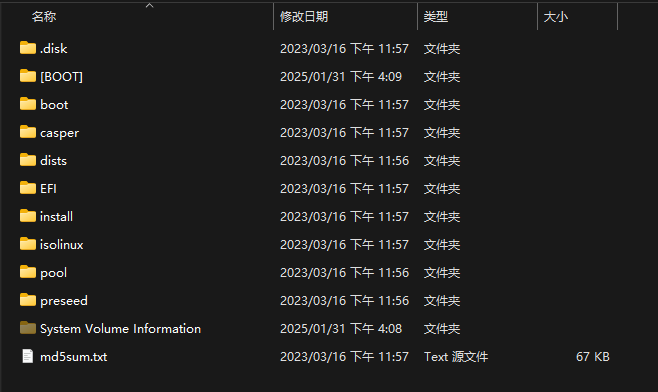 名称 修改日期 类型 大小
.disk 2023/03/16 下午 11:57 文件夹
[BOOT] 2025/01/31 下午 4:09 文件夹
boot 2023/03/16 下午 11:57 文件夹
casper 2023/03/16 下午 11:57 文件夹
dists 2023/03/16 下午 11:56 文件夹
EFI 2023/03/16 下午 11:57 文件夹
install 2023/03/16 下午 11:57 文件夹
isolinux 2023/03/16 下午 11:57 文件夹
pool 2023/03/16 下午 11:56 文件夹
preseed 2023/03/16 下午 11:56 文件夹
System Volume Information 2025/01/31 下午 4:08 文件夹
md5sum.txt 2023/03/16 下午 11:57 Text 源文件 67 KB